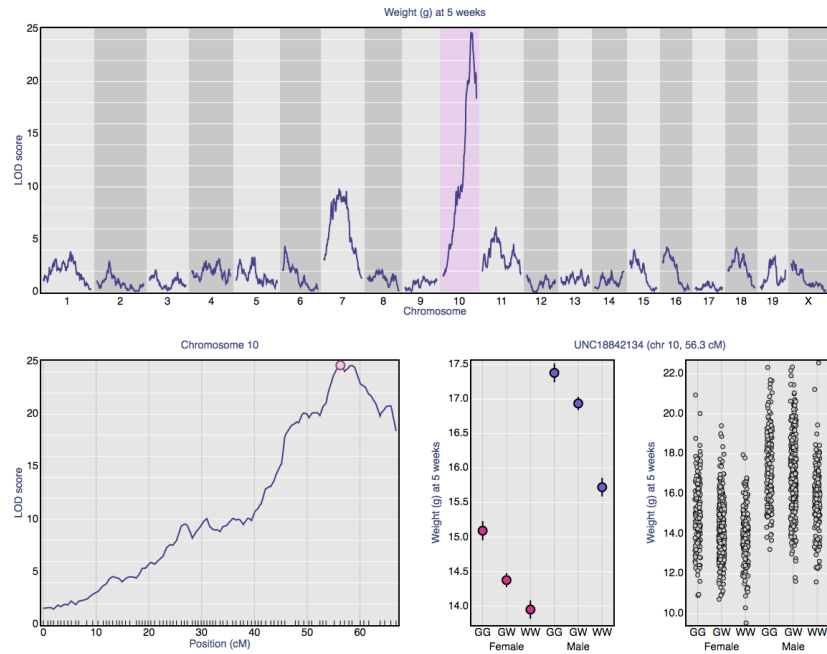 Weight (g) at 5 weeks
25
20
15
10
5
0
LOD score
1 2 3 4 5 6 7 8 9 10 11 12 13 14 15 16 17 18 19 X
Chromosome
Chromosome 10
25
20
15
10
5
0
LOD score
0 10 20 30 40 50 60
Position (cM)
UNC18842134 (chr 10, 56.3 cM)
17.5
17.0
16.5
16.0
15.5
15.0
14.5
14.0
Weight (g) at 5 weeks
GG GW WW GG GW WW
Female Male
22.0
20.0
18.0
16.0
14.0
12.0
10.0
Weight (g) at 5 weeks
GG GW WW GG GW WW
Female Male